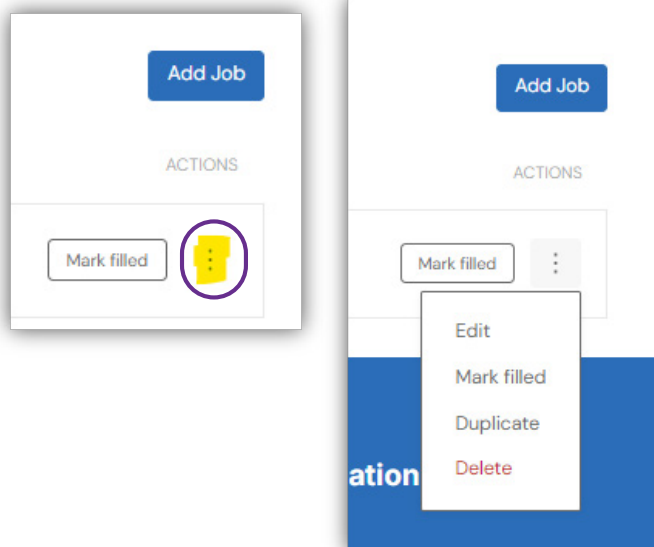 Add Job
ACTIONS
Mark filled
Add Job
ACTIONS
Mark filled
Edit
Mark filled
Duplicate
Delete
ation